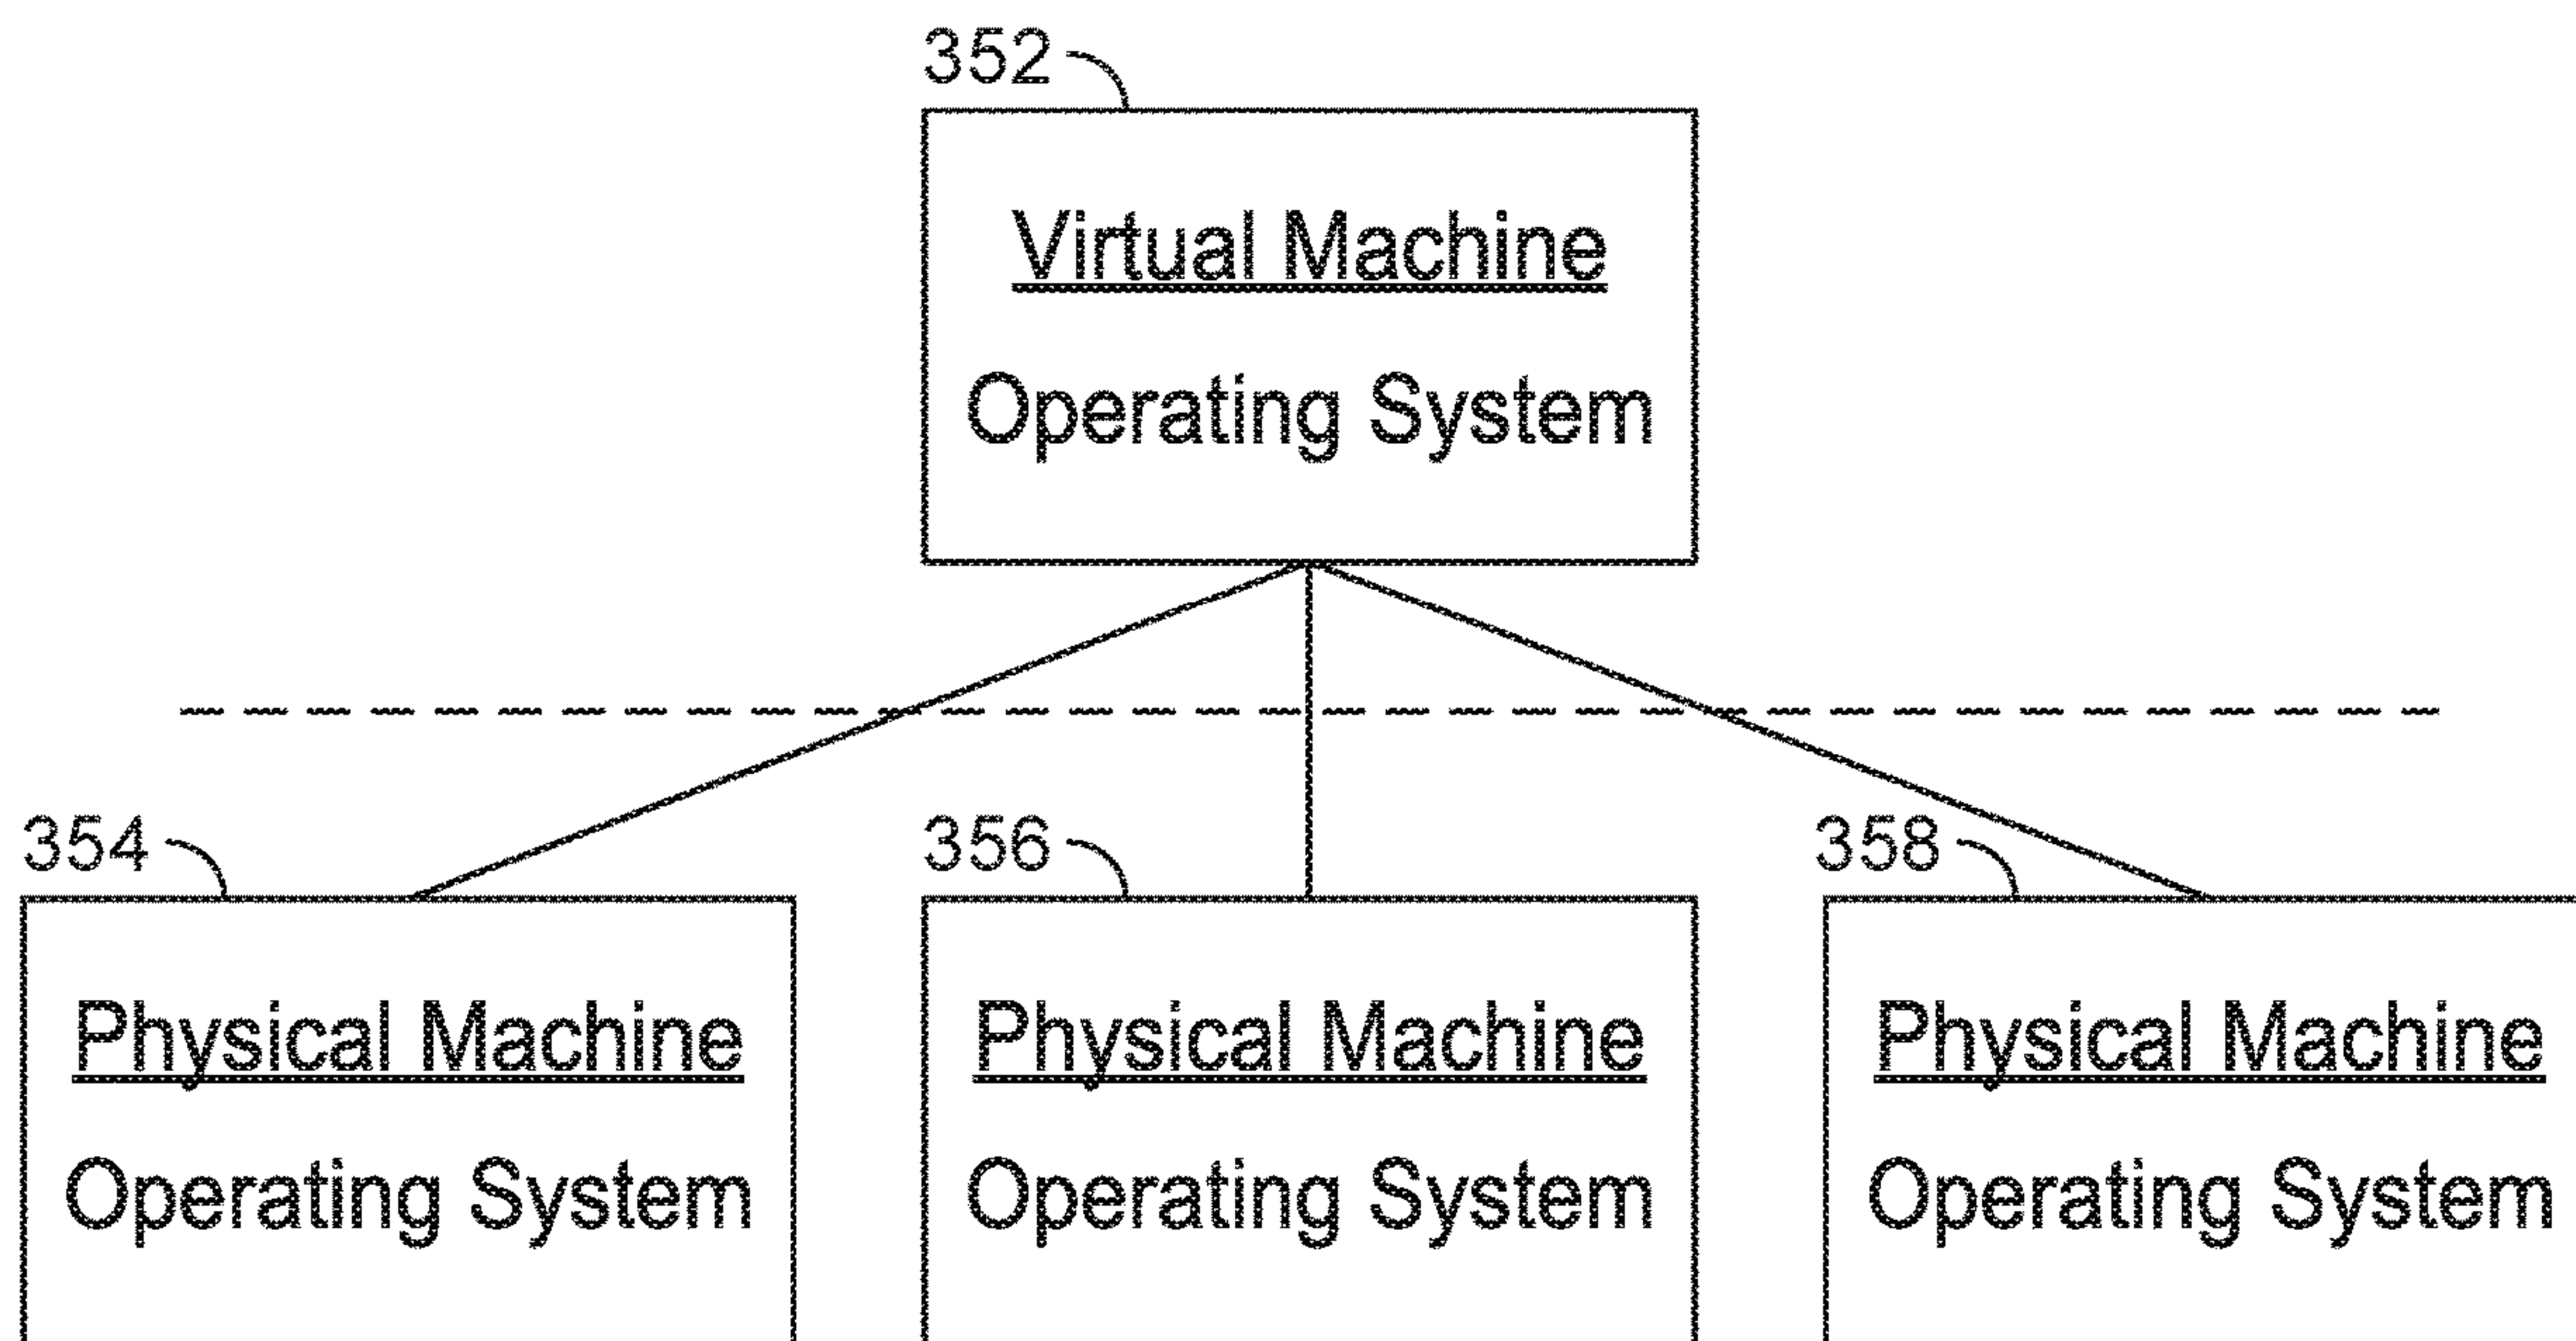 352
Virtual Machine
Operating System
354
356
358
Physical Machine
Operating System
Physical Machine
Operating System
Physical Machine
Operating System